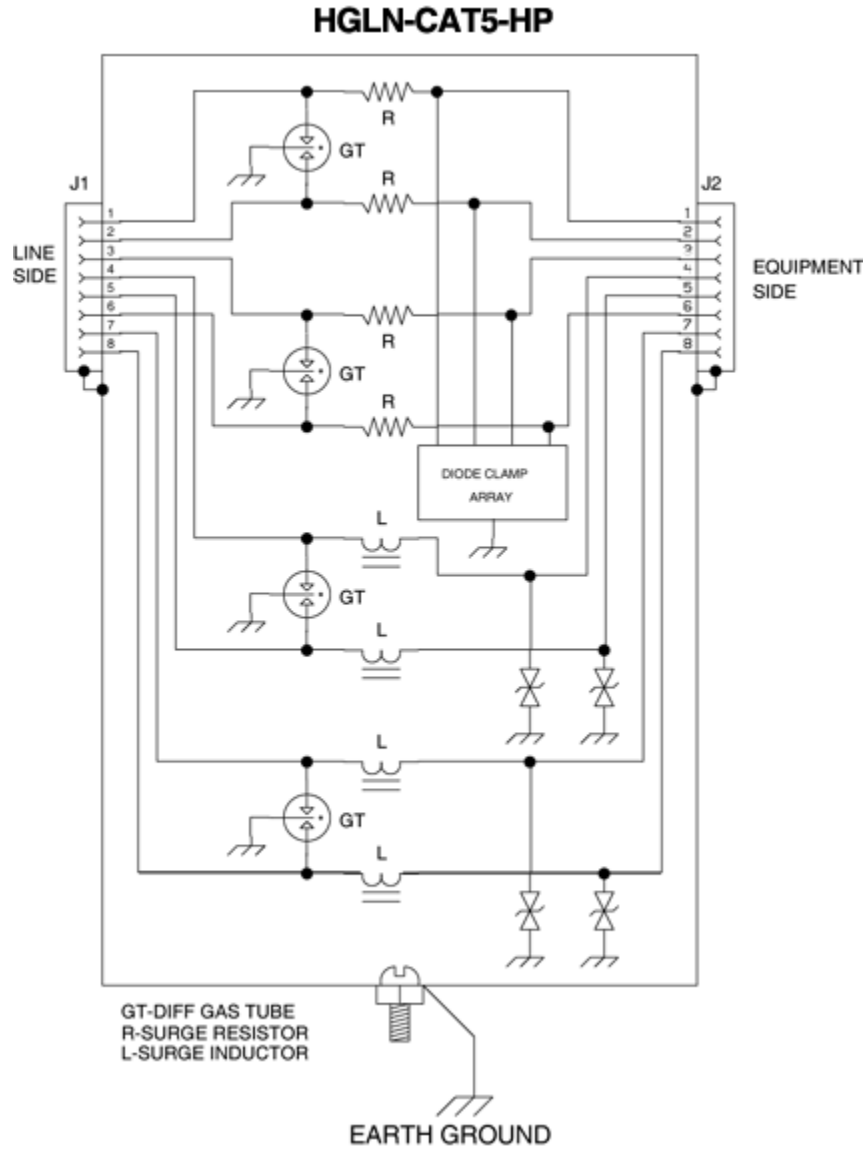 HGLN-CAT5-HP
R
GT
J1
J2
R
1
2
3
4
5
6
7
8
LINE
SIDE
1
2
3
4
5
6
7
8
EQUIPMENT
SIDE
R
GT
R
DIODE CLAMP
ARRAY
L
GT
L
L
GT
L
GT-DIFF GAS TUBE
R-SURGE RESISTOR
L-SURGE INDUCTOR
EARTH GROUND